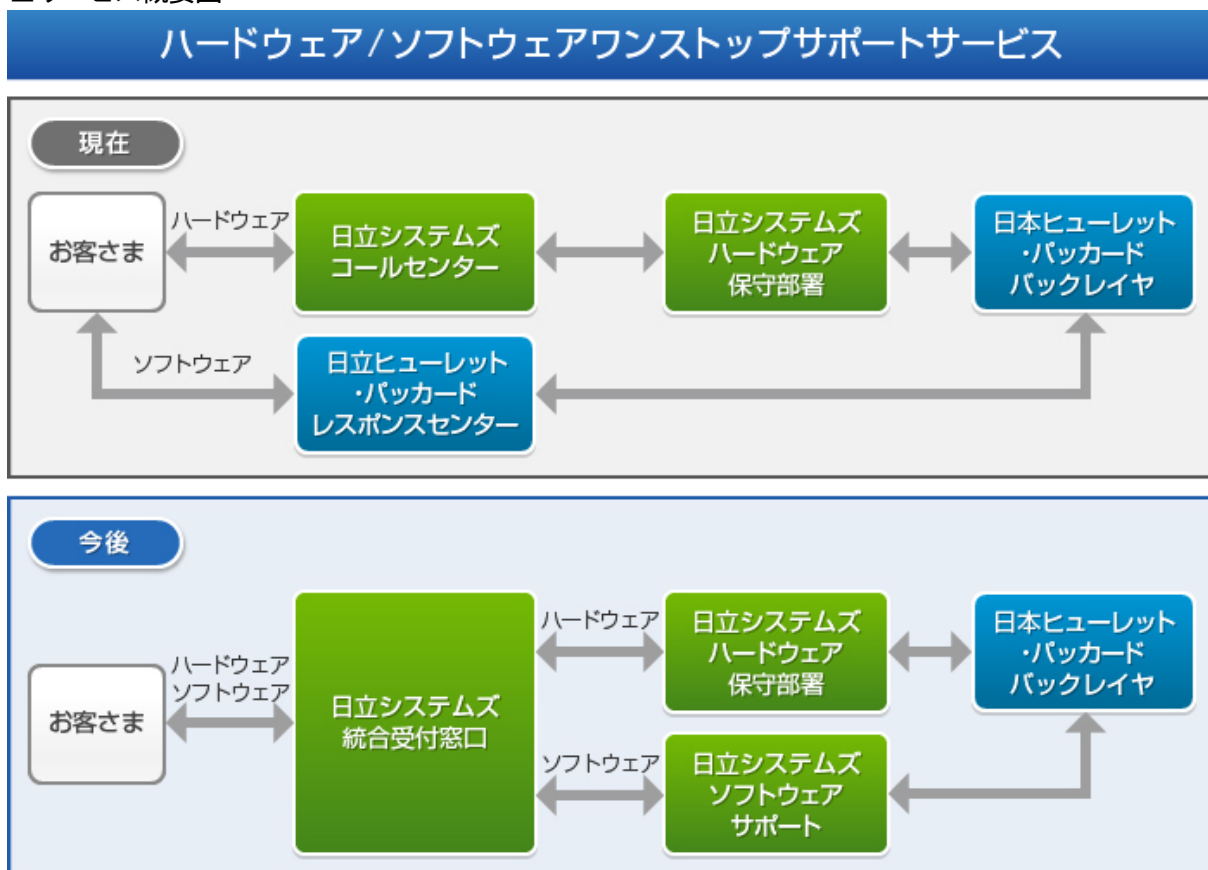 ハードウェア/ソフトウェアワンストップサポートサービス
現在
お客さま
ハードウェア
日立システムズ
コールセンター
日立システムズ
ハードウェア
保守部署
日本ヒューレット
・パッカード
バックレイヤ
ソフトウェア
日立ヒューレット
・パッカード
レスポンスセンター
今後
お客さま
ハードウェア
ソフトウェア
日立システムズ
統合受付窓口
ハードウェア
日立システムズ
ハードウェア
保守部署
日本ヒューレット
・パッカード
バックレイヤ
ソフトウェア
日立システムズ
ソフトウェア
サポート